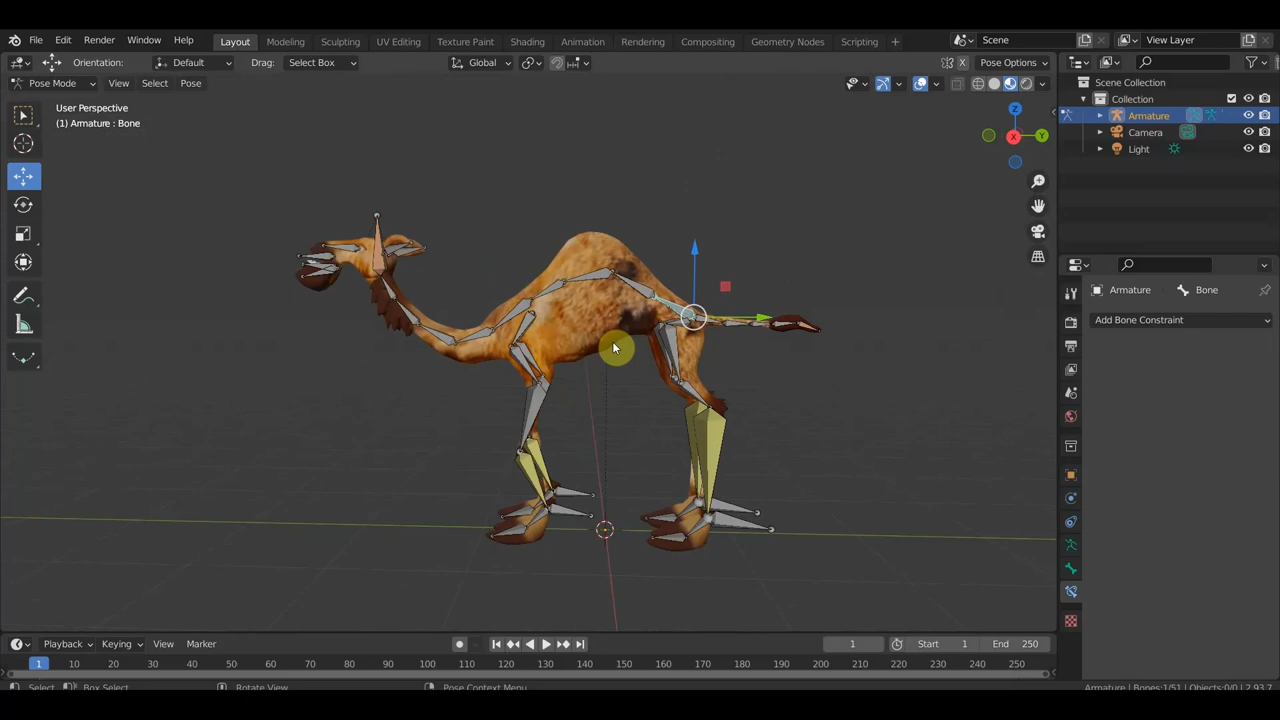 File Edit Render Window Help Layout Modeling Sculpting UV Editing Texture Paint Shading Animation Rendering Compositing Geometry Nodes Scripting + Scene View Layer
Orientation: Default Drag: Select Box Global X Pose Options
Pose Mode View Select Pose
User Perspective
(1) Armature : Bone
Z
Y
X
Scene Collection
Collection
Armature
Camera
Light
Armature Bone
Add Bone Constraint
Playback Keying View Marker 1 Start 1 End 250
1 10 20 30 40 50 60 70 80 90 100 110 120 130 140 150 160 170 180 190 200 210 220 230 240 250
Select Box Select Rotate View Pose Context Menu Armature | Bones:1/51 | Objects:0/0 | 2.93.7